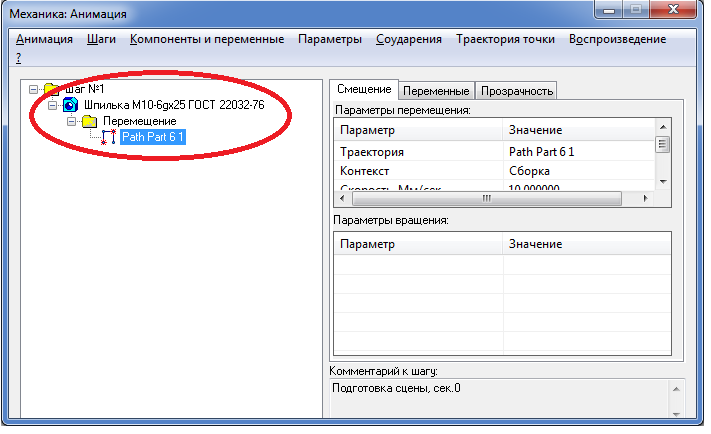 Механика: Анимация
Анимация Шаги Компоненты и переменные Параметры Соударения Траектория точки Воспроизведение
?
Шаг №1
Шпилька М10-6gх25 ГОСТ 22032-76
Перемещение
Path Part 6 1
Смещение Переменные Прозрачность
Параметры перемещения:
Параметр Значение
Траектория Path Part 6 1
Контекст Сборка
Скорость Мм/сек 10.000000
Параметры вращения:
Параметр Значение
Комментарий к шагу:
Подготовка сцены, сек.0